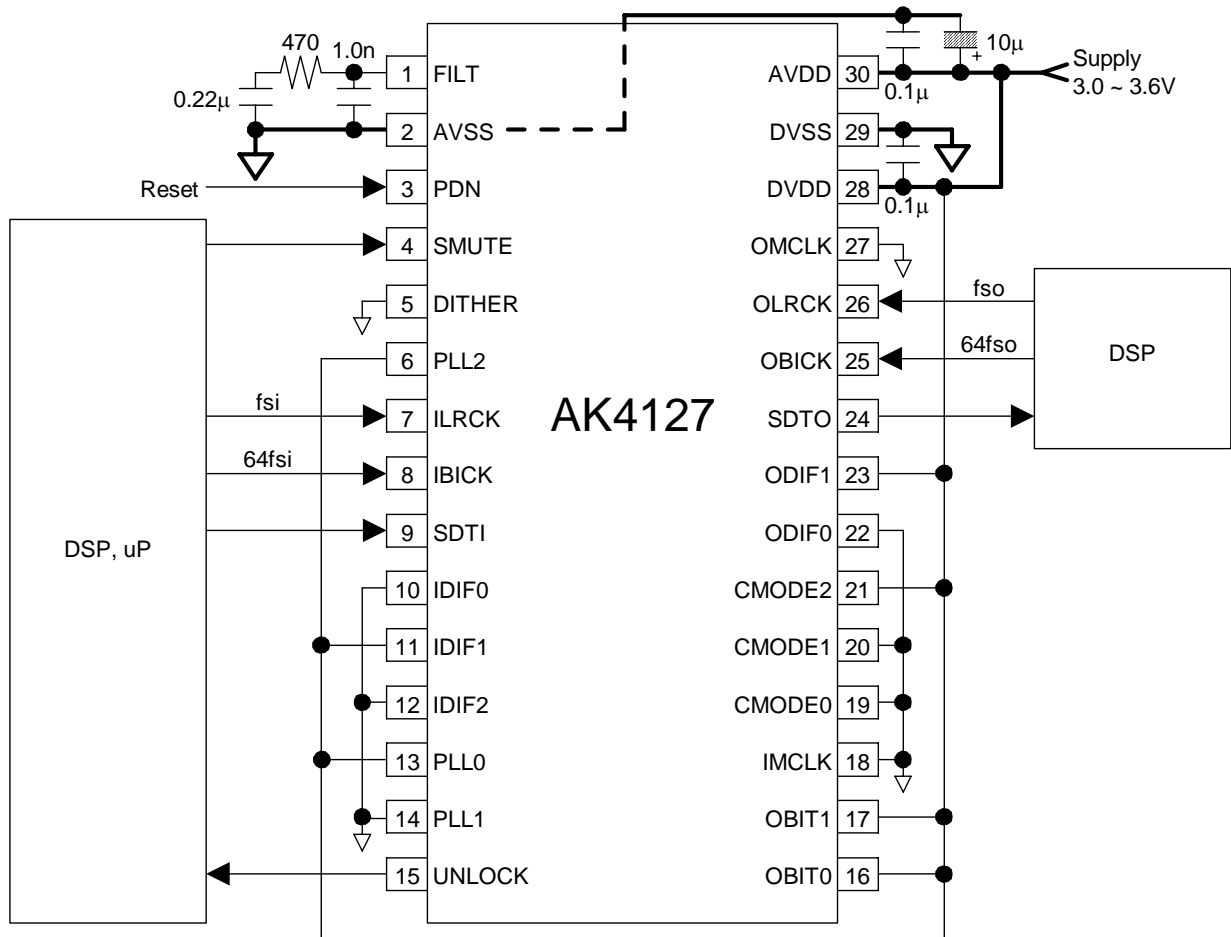 470
1.0n
0.22µ
1 FILT
2 AVSS
Reset
3 PDN
4 SMUTE
5 DITHER
6 PLL2
fsi
7 ILRCK
64fsi
8 IBICK
9 SDTI
DSP, uP
10 IDIF0
11 IDIF1
12 IDIF2
13 PLL0
14 PLL1
15 UNLOCK
AK4127
10µ
+
Supply
3.0 ~ 3.6V
AVDD 30
0.1µ
DVSS 29
DVDD 28
0.1µ
OMCLK 27
OLRCK 26
fso
OBICK 25
64fso
DSP
SDTO 24
ODIF1 23
ODIF0 22
CMODE2 21
CMODE1 20
CMODE0 19
IMCLK 18
OBIT1 17
OBIT0 16